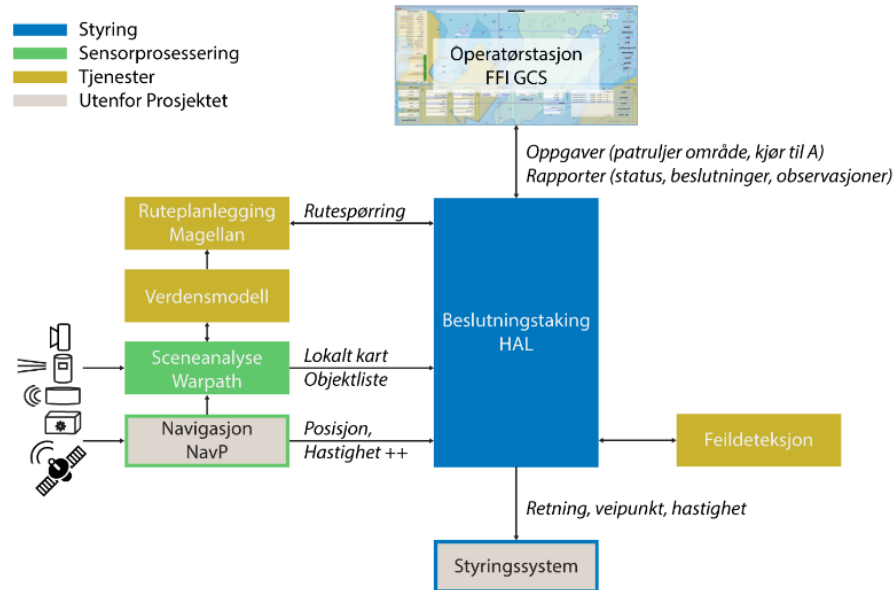 Styring
Sensorprosessering
Tjenester
Utenfor Prosjektet
Operatørstasjon
FFI GCS
Oppgaver (patruljer område, kjør til A)
Rapporter (status, beslutninger, observasjoner)
Ruteplanlegging
Magellan
Rutespørring
Verdensmodell
Beslutningstaking
HAL
Sceneanalyse
Warpath
Lokalt kart
Objektliste
Navigasjon
NavP
Posisjon,
Hastighet ++
Feildeteksjon
Retning, veipunkt, hastighet
Styringssystem